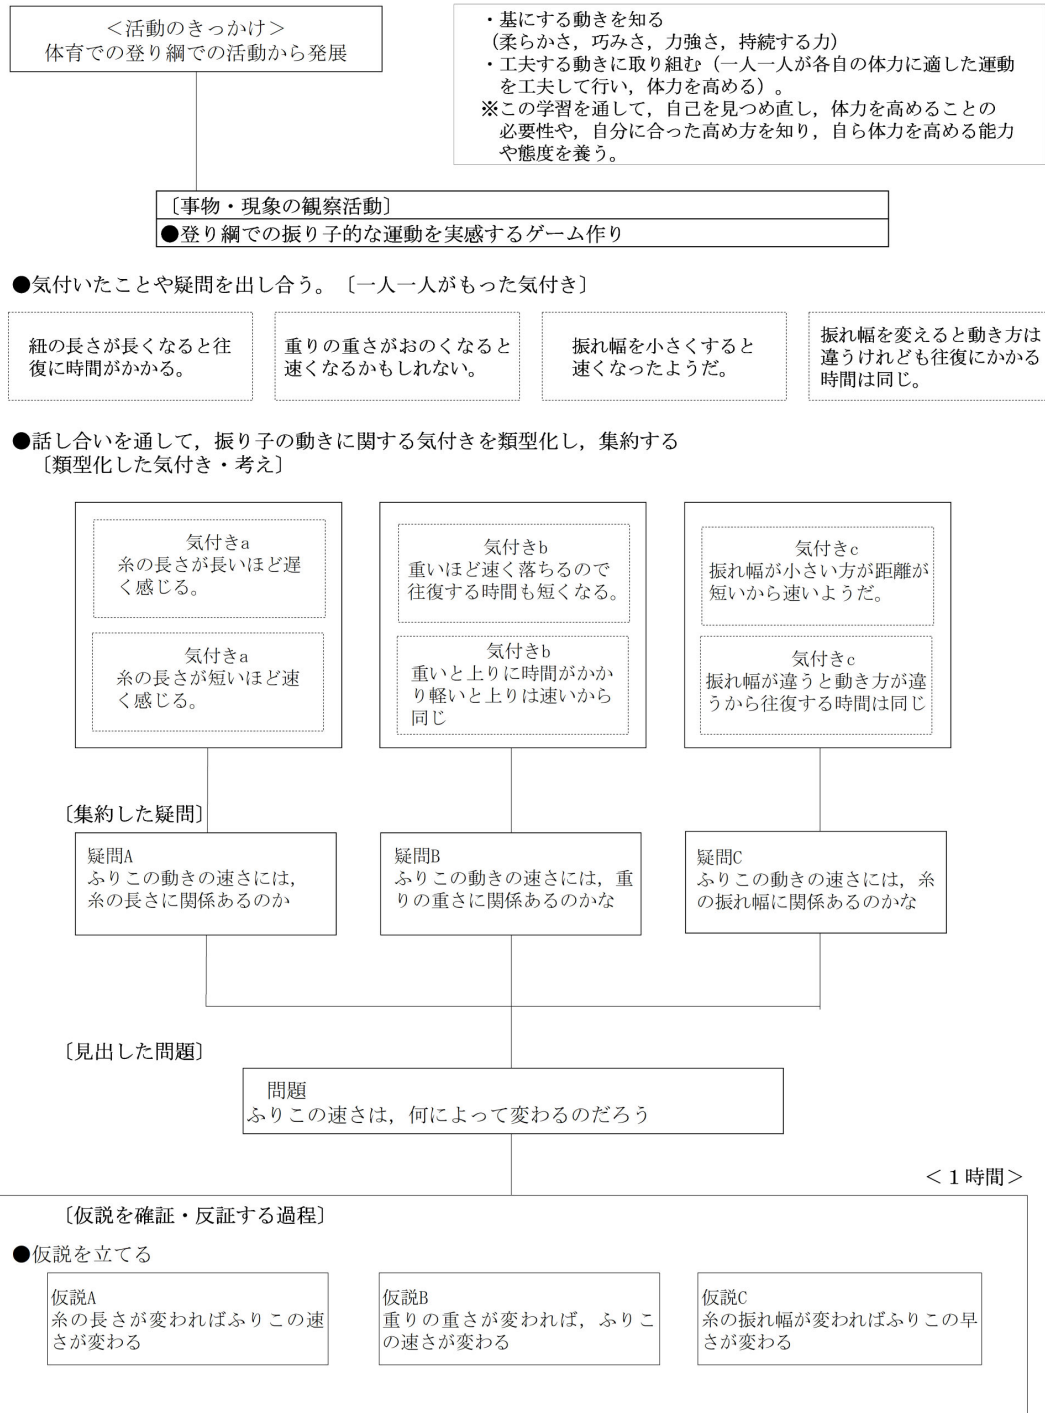 ＜活動のきっかけ＞
体育での登り綱での活動から発展
・基にする動きを知る
（柔らかさ，巧みさ，力強さ，持続する力）
・工夫する動きに取り組む（一人一人が各自の体力に適した運動
を工夫して行い，体力を高める）。
※この学習を通して，自己を見つめ直し，体力を高めることの
必要性や，自分に合った高め方を知り，自ら体力を高める能力
や態度を養う。
〔事物・現象の観察活動〕
●登り綱での振り子的な運動を実感するゲーム作り
●気付いたことや疑問を出し合う。〔一人一人がもった気付き〕
紐の長さが長くなると往
復に時間がかかる。
重りの重さがおのくなると
速くなるかもしれない。
振れ幅を小さくすると
速くなったようだ。
振れ幅を変えると動き方は
違うけれども往復にかかる
時間は同じ。
●話し合いを通して，振り子の動きに関する気付きを類型化し，集約する
〔類型化した気付き・考え〕
気付きa
糸の長さが長いほど遅
く感じる。
気付きa
糸の長さが短いほど速
く感じる。
気付きb
重いほど速く落ちるので
往復する時間も短くなる。
気付きb
重いと上りに時間がかか
り軽いと上りは速いから
同じ
気付きc
振れ幅が小さい方が距離が
短いから速いようだ。
気付きc
振れ幅が違うと動き方が違
うから往復する時間は同じ
〔集約した疑問〕
疑問A
ふりこの動きの速さには，
糸の長さに関係あるのか
疑問B
ふりこの動きの速さには，重
りの重さに関係あるのかな
疑問C
ふりこの動きの速さには，糸
の振れ幅に関係あるのかな
〔見出した問題〕
問題
ふりこの速さは，何によって変わるのだろう
＜１時間＞
〔仮説を確証・反証する過程〕
●仮説を立てる
仮説A
糸の長さが変わればふりこの速
さが変わる
仮説B
重りの重さが変われば，ふりこ
の速さが変わる
仮説C
糸の振れ幅が変わればふりこの早
さが変わる